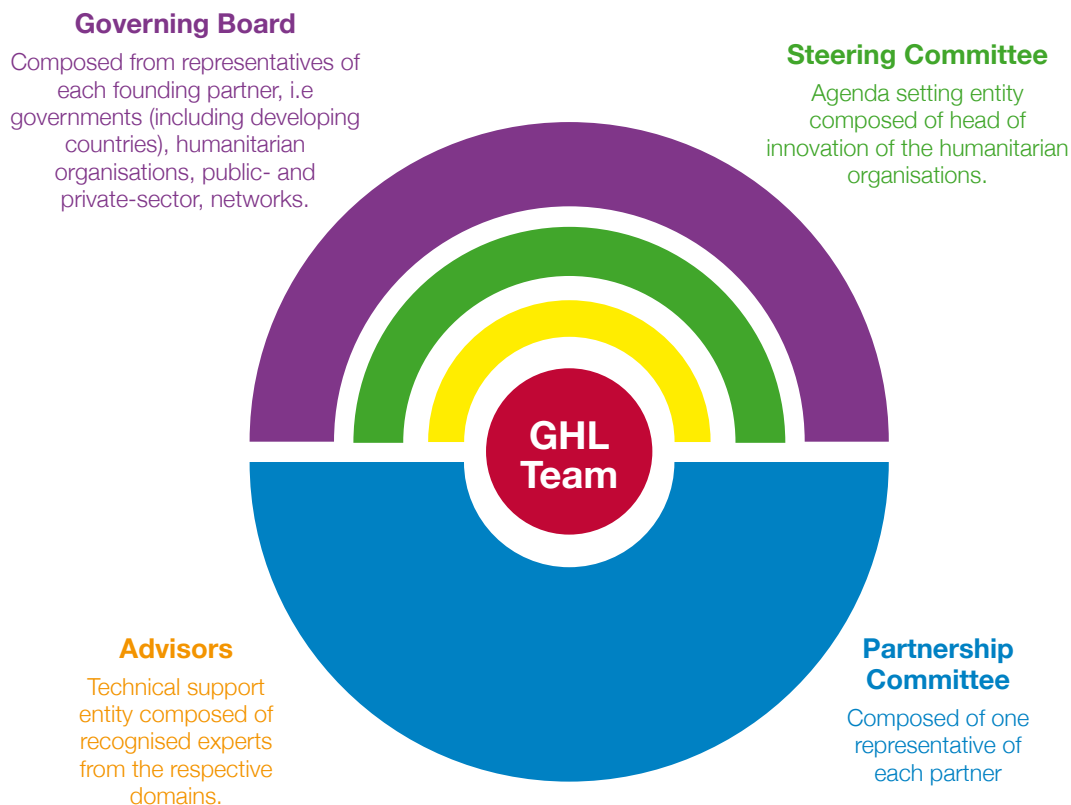 Governing Board
Composed from representatives of
each founding partner, i.e
governments (including developing
countries), humanitarian
organisations, public- and
private-sector, networks.
Steering Committee
Agenda setting entity
composed of head of
innovation of the humanitarian
organisations.
GHL
Team
Advisors
Technical support
entity composed of
recognised experts
from the respective
domains.
Partnership
Committee
Composed of one
representative of
each partner